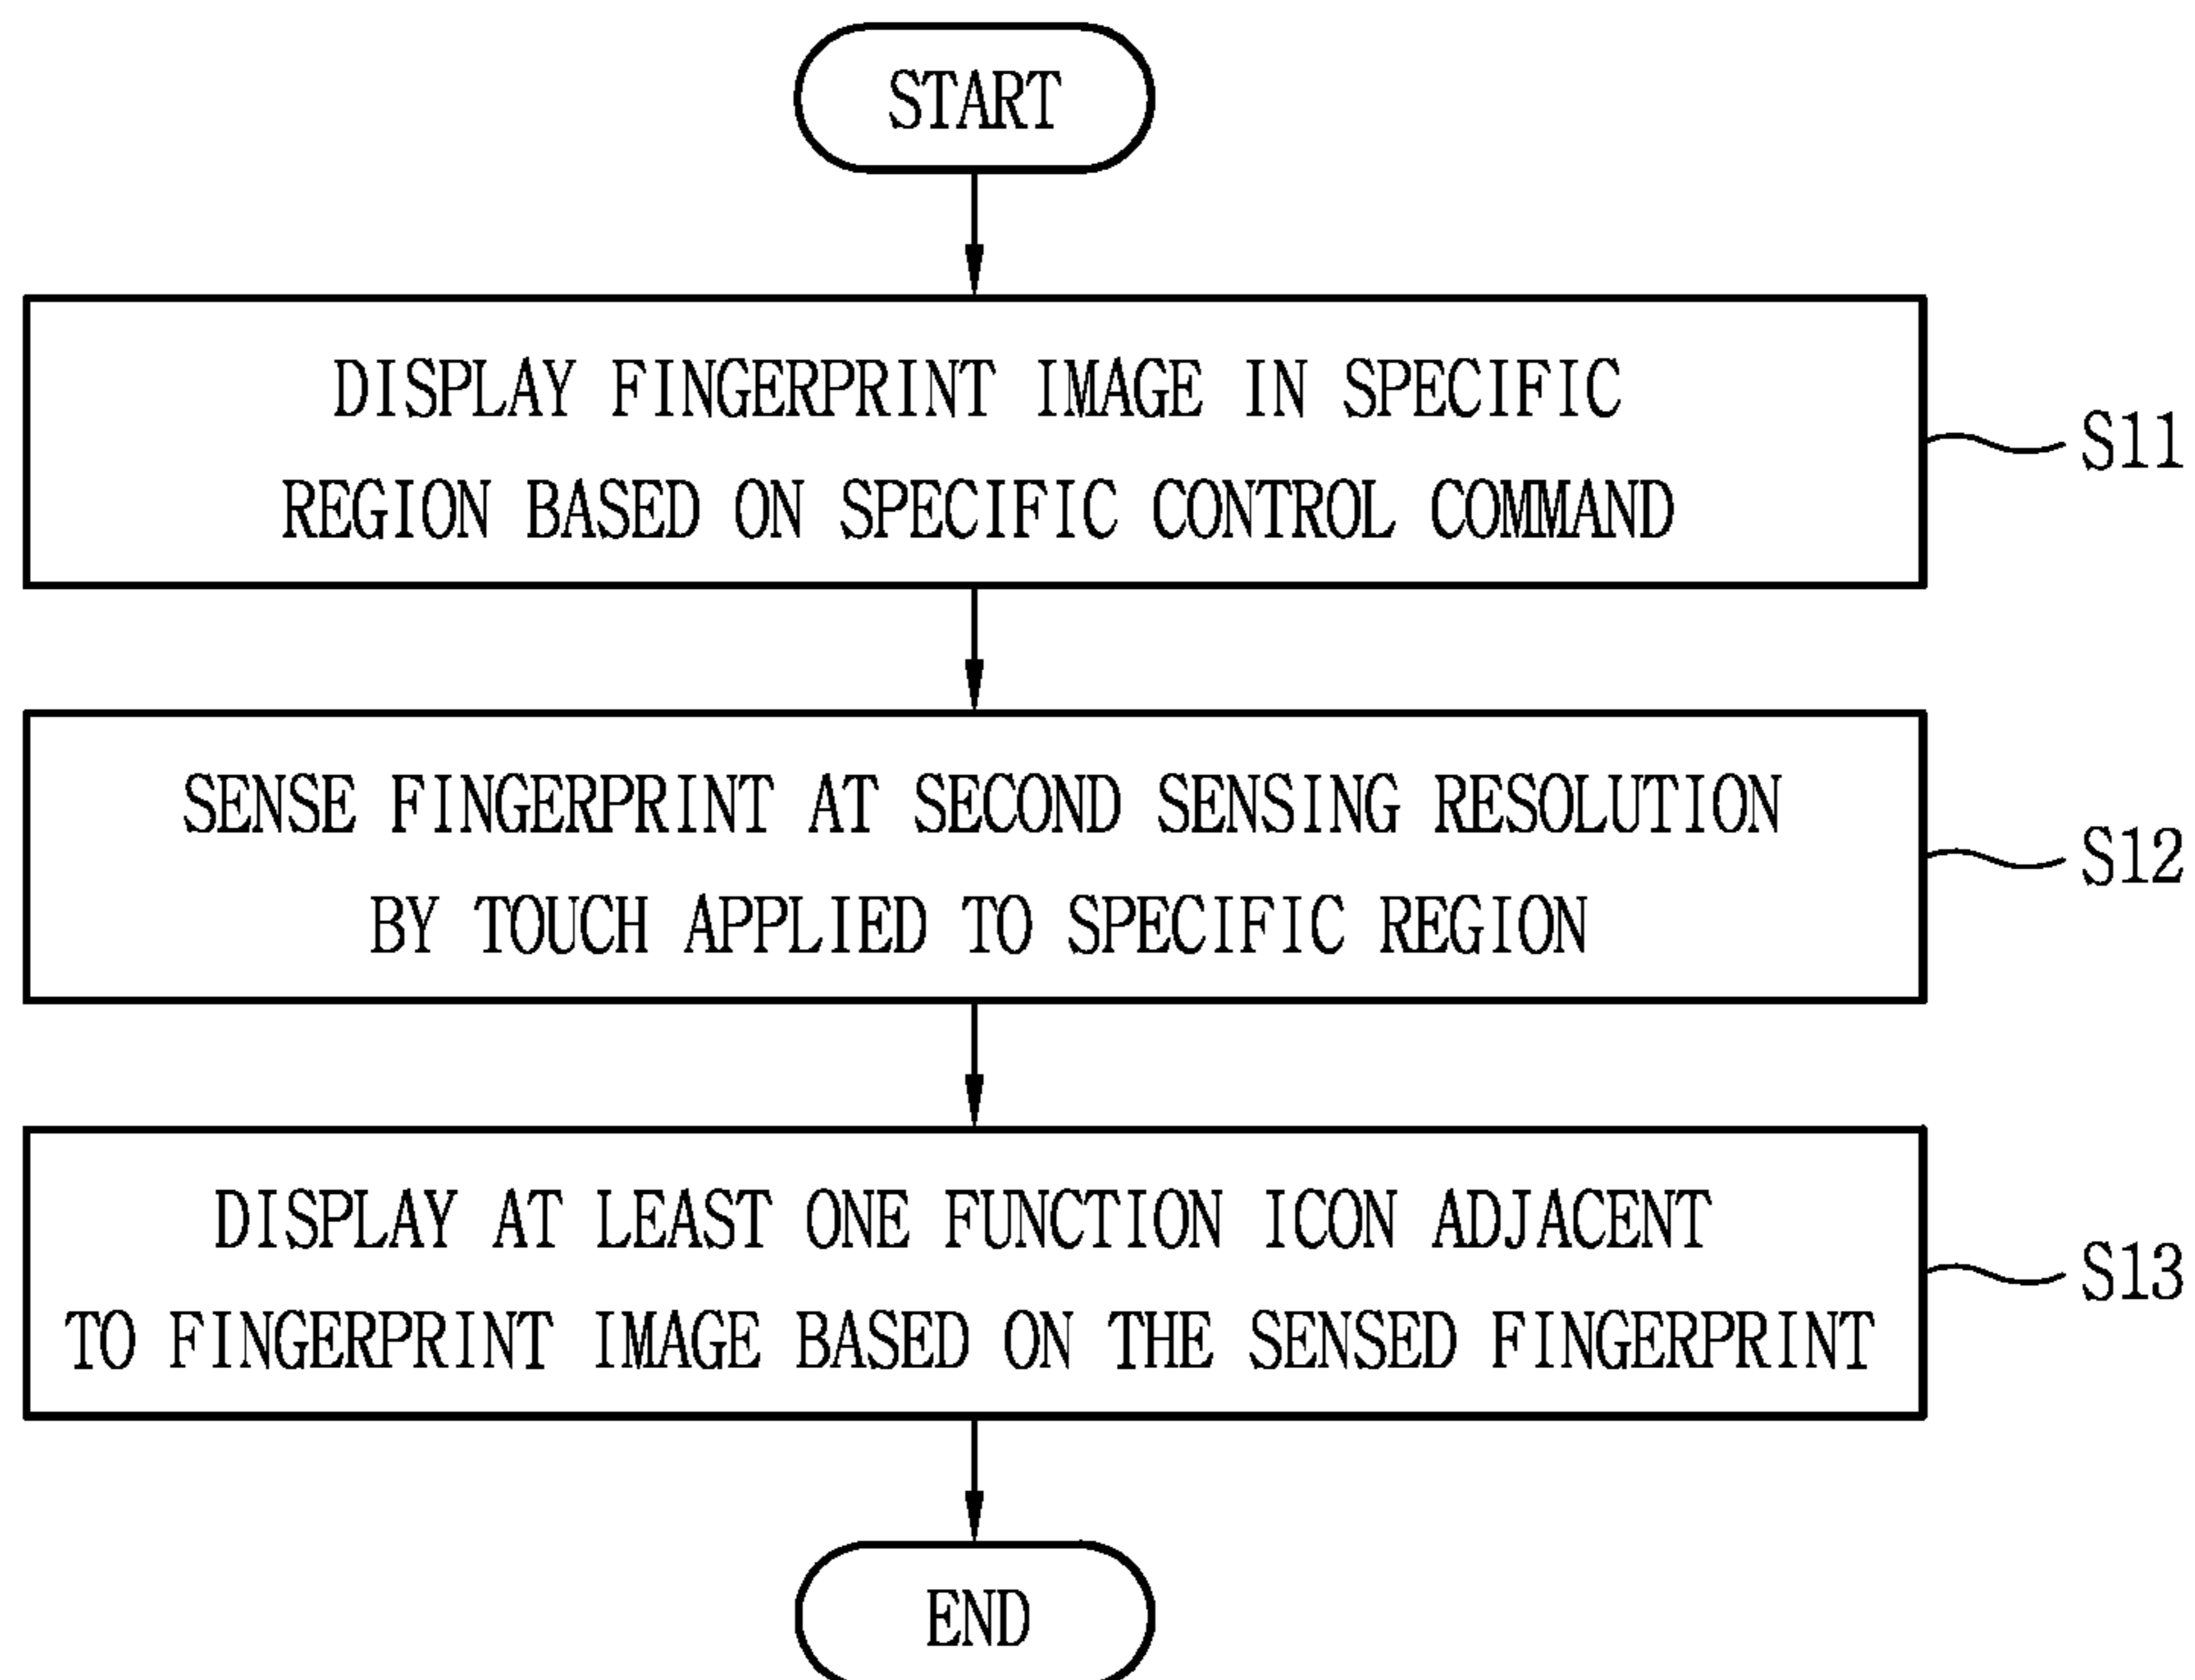 START
DISPLAY FINGERPRINT IMAGE IN SPECIFIC
REGION BASED ON SPECIFIC CONTROL COMMAND
S11
SENSE FINGERPRINT AT SECOND SENSING RESOLUTION
BY TOUCH APPLIED TO SPECIFIC REGION
S12
DISPLAY AT LEAST ONE FUNCTION ICON ADJACENT
TO FINGERPRINT IMAGE BASED ON THE SENSED FINGERPRINT
S13
END